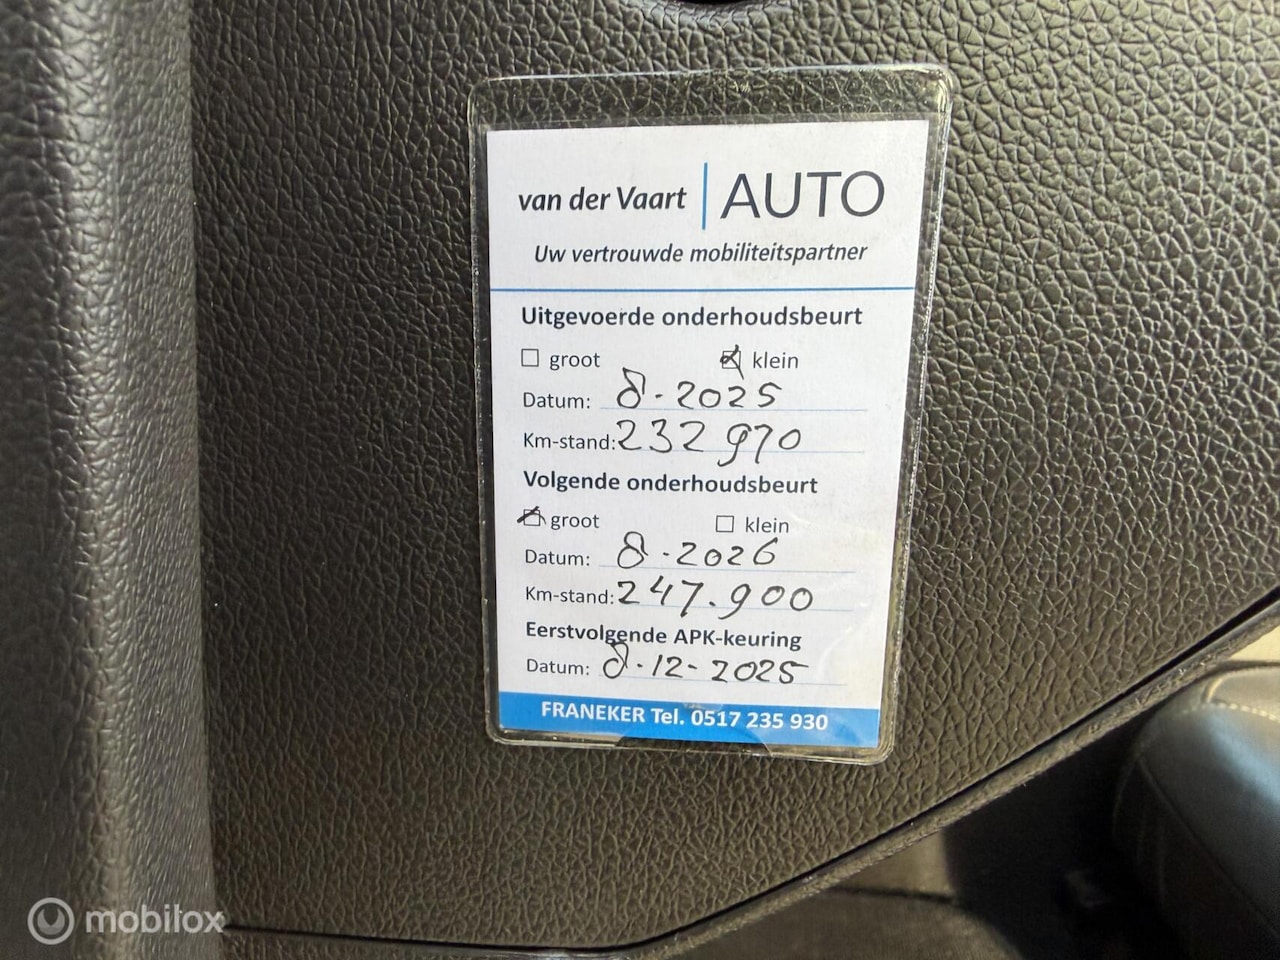 van der Vaart | AUTO
Uw vertrouwde mobiliteitspartner
Uitgevoerde onderhoudsbeurt
☐ groot ☒ klein
Datum: 8-2025
Km-stand: 232970
Volgende onderhoudsbeurt
☒ groot ☐ klein
Datum: 8-2026
Km-stand: 247.900
Eerstvolgende APK-keuring
Datum: 8-12-2025
FRANEKER Tel. 0517 235 930
mobilox